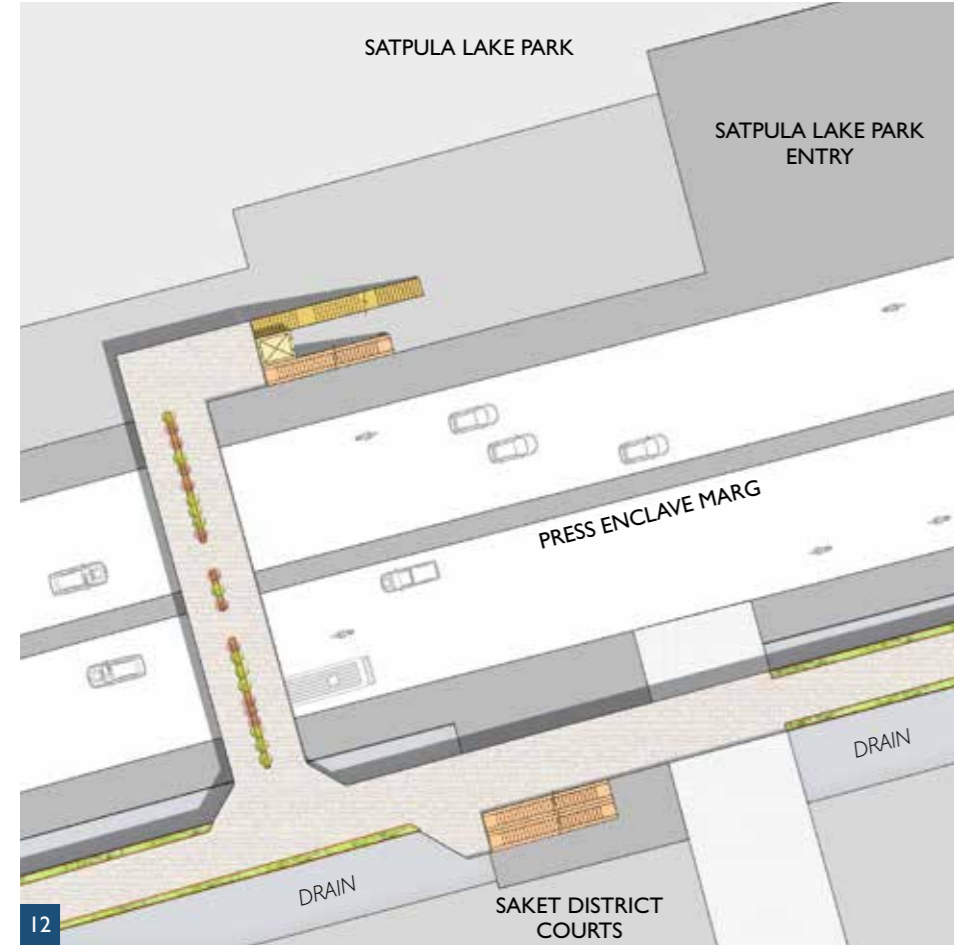 SATPULA LAKE PARK
SATPULA LAKE PARK
ENTRY
PRESS ENCLAVE MARG
DRAIN
DRAIN
SAKET DISTRICT
COURTS
12